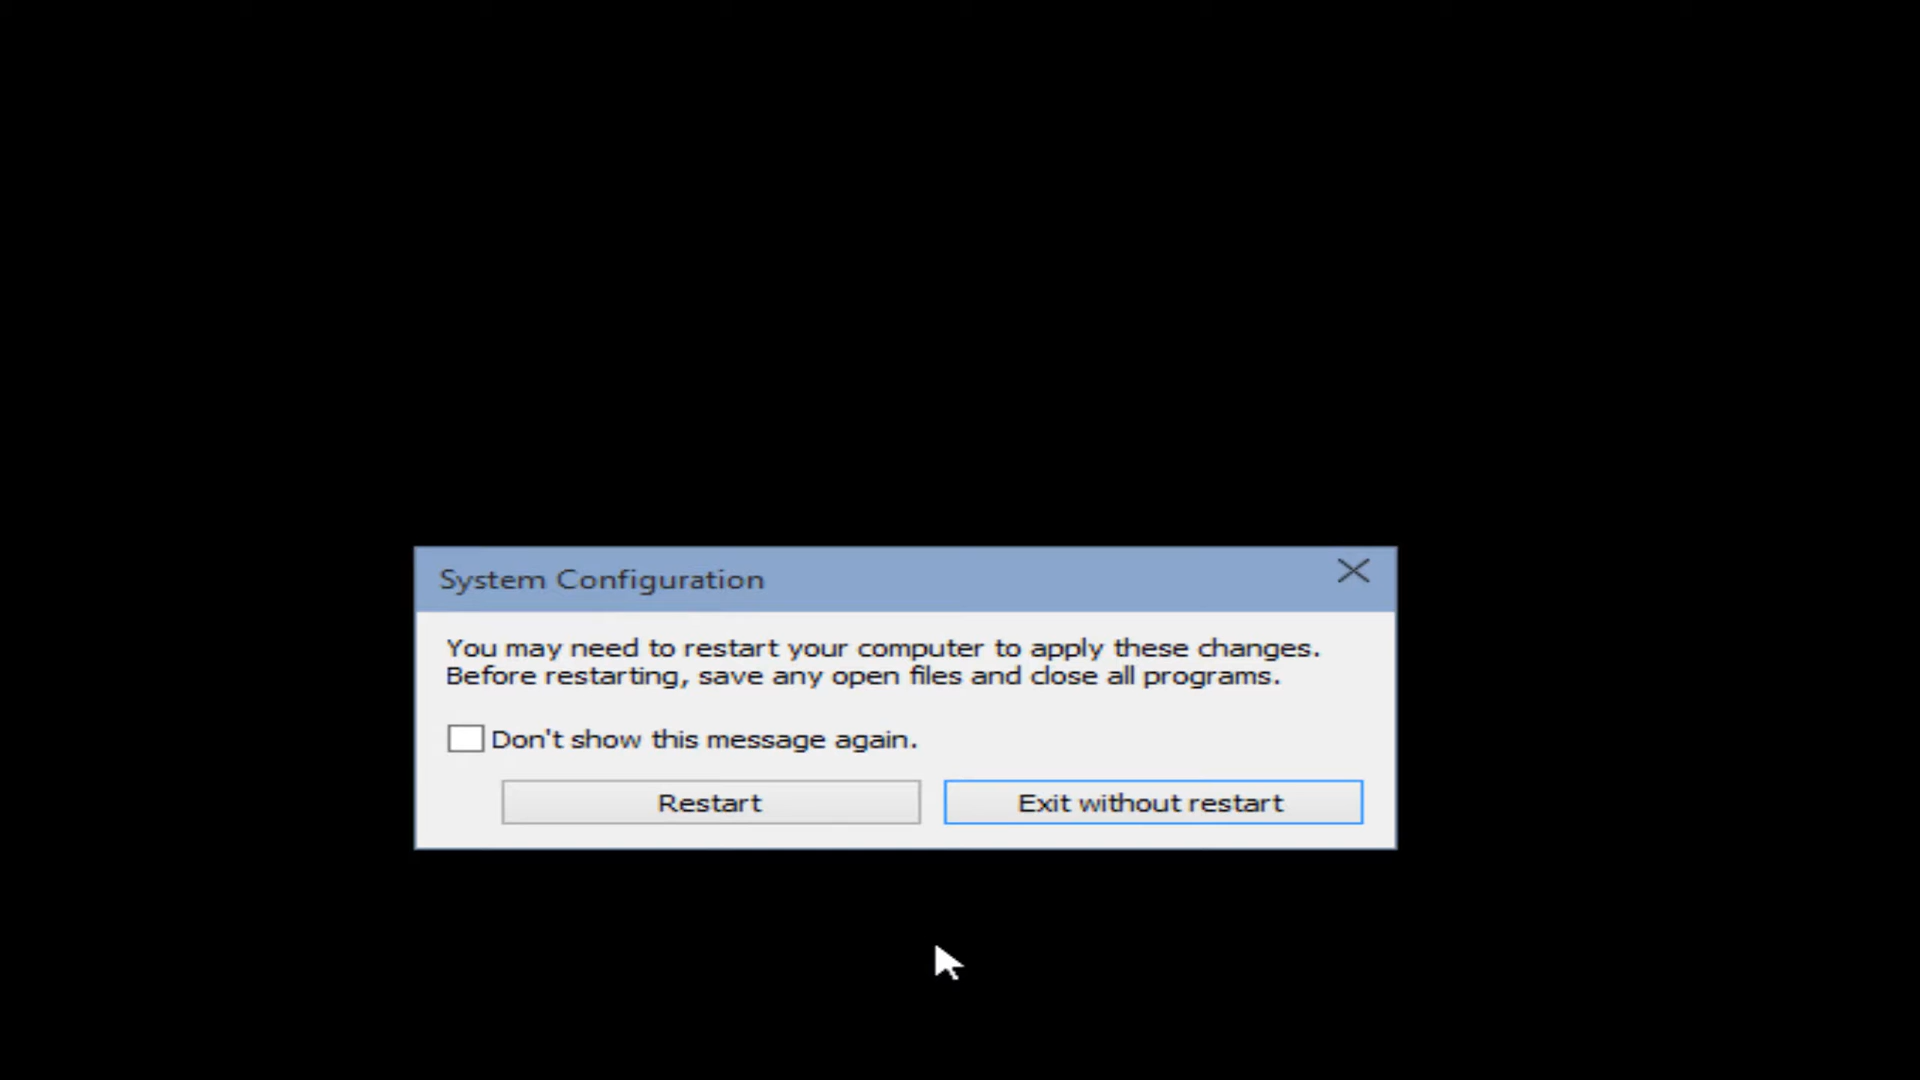 System Configuration
You may need to restart your computer to apply these changes.
Before restarting, save any open files and close all programs.
Don't show this message again.
Restart
Exit without restart